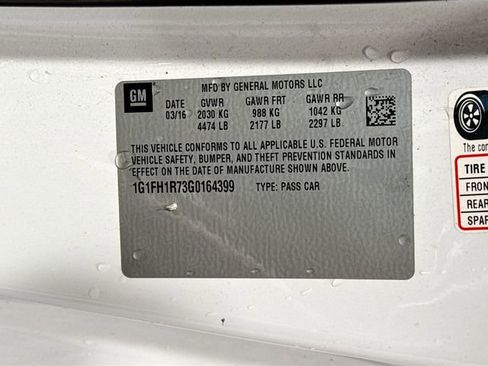 GM
MFD BY GENERAL MOTORS LLC
DATE GVWR GAWR FRT GAWR RR
03/16 2030 KG 988 KG 1042 KG
4474 LB 2177 LB 2297 LB
THIS VEHICLE CONFORMS TO ALL APPLICABLE U.S. FEDERAL MOTOR
VEHICLE SAFETY, BUMPER, AND THEFT PREVENTION STANDARDS IN
EFFECT ON THE DATE OF MANUFACTURE SHOWN ABOVE.
1G1FH1R73G0164399 TYPE: PASS CAR
The con
TIRE
FRON
REAR
SPAR